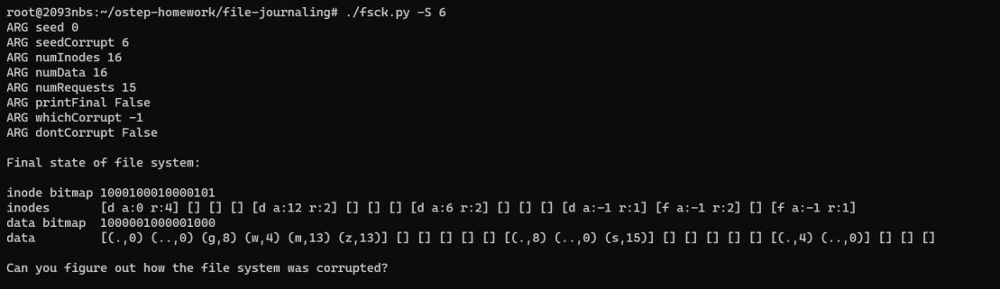 root@2093nbs:~/ostep-homework/file-journaling# ./fsck.py -S 6
ARG seed 0
ARG seedCorrupt 6
ARG numInodes 16
ARG numData 16
ARG numRequests 15
ARG printFinal False
ARG whichCorrupt -1
ARG dontCorrupt False

Final state of file system:

inode bitmap 1000100010000101
inodes       [d a:0 r:4] [] [] [] [d a:12 r:2] [] [] [] [d a:6 r:2] [] [] [] [d a:-1 r:1] [f a:-1 r:2] [] [f a:-1 r:1]
data bitmap  1000001000001000
data         [(.,0) (..,0) (g,8) (w,4) (m,13) (z,13)] [] [] [] [] [] [(.,8) (..,0) (s,15)] [] [] [] [] [] [(.,4) (..,0)] [] [] []

Can you figure out how the file system was corrupted?